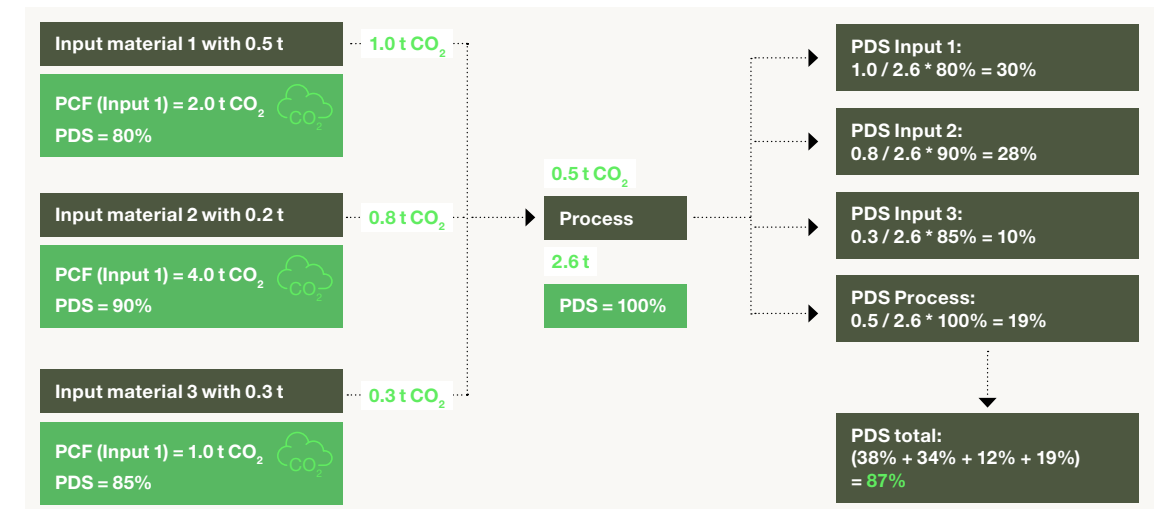 Input material 1 with 0.5 t
1.0 t CO₂
PCF (Input 1) = 2.0 t CO₂
PDS = 80%
CO₂
Input material 2 with 0.2 t
0.8 t CO₂
PCF (Input 1) = 4.0 t CO₂
PDS = 90%
CO₂
Input material 3 with 0.3 t
0.3 t CO₂
PCF (Input 1) = 1.0 t CO₂
PDS = 85%
CO₂
0.5 t CO₂
Process
2.6 t
PDS = 100%
PDS Input 1:
1.0 / 2.6 * 80% = 30%
PDS Input 2:
0.8 / 2.6 * 90% = 28%
PDS Input 3:
0.3 / 2.6 * 85% = 10%
PDS Process:
0.5 / 2.6 * 100% = 19%
PDS total:
(38% + 34% + 12% + 19%)
= 87%